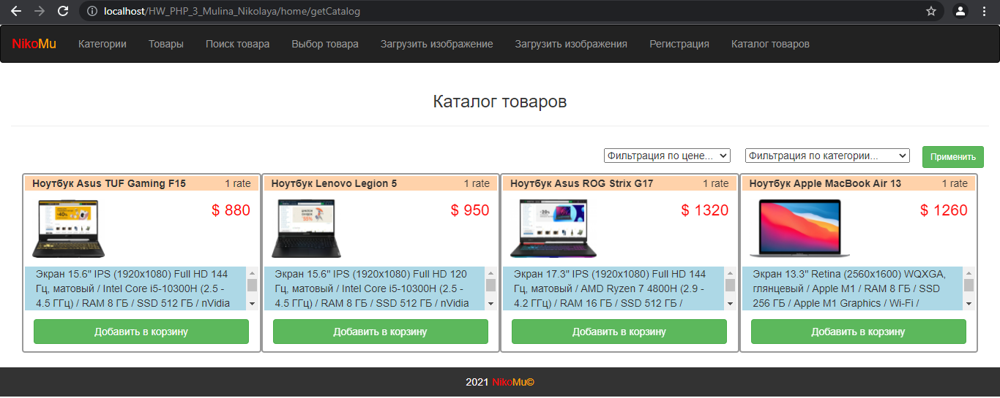 localhost/HW_PHP_3_Mulina_Nikolaya/home/getCatalog
NikoMu Категории Товары Поиск товара Выбор товара Загрузить изображение Загрузить изображения Регистрация Каталог товаров
Каталог товаров
Фильтрация по цене... Фильтрация по категории... Применить
Ноутбук Asus TUF Gaming F15 1 rate
$ 880
Экран 15.6" IPS (1920x1080) Full HD 144
Гц, матовый / Intel Core i5-10300H (2.5 -
4.5 ГГц) / RAM 8 ГБ / SSD 512 ГБ / nVidia
Добавить в корзину
Ноутбук Lenovo Legion 5 1 rate
$ 950
Экран 15.6" IPS (1920x1080) Full HD 120
Гц, матовый / Intel Core i5-10300H (2.5 -
4.5 ГГц) / RAM 8 ГБ / SSD 512 ГБ / nVidia
Добавить в корзину
Ноутбук Asus ROG Strix G17 1 rate
$ 1320
Экран 17.3" IPS (1920x1080) Full HD 144
Гц, матовый / AMD Ryzen 7 4800H (2.9 -
4.2 ГГц) / RAM 16 ГБ / SSD 512 ГБ /
Добавить в корзину
Ноутбук Apple MacBook Air 13 1 rate
$ 1260
Экран 13.3" Retina (2560x1600) WQXGA,
глянцевый / Apple M1 / RAM 8 ГБ / SSD
256 ГБ / Apple M1 Graphics / Wi-Fi /
Добавить в корзину
2021 NikoMu©